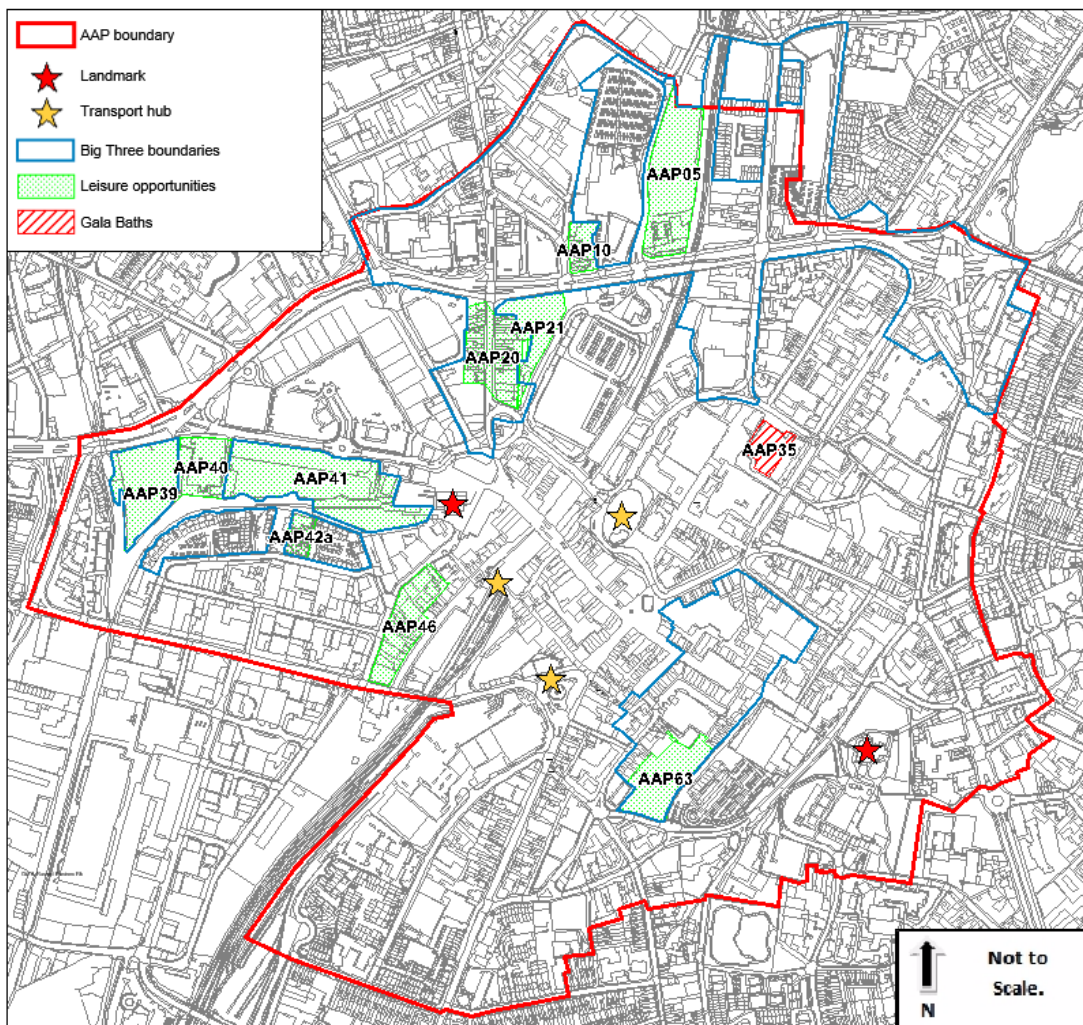 AAP boundary
Landmark
Transport hub
Big Three boundaries
Leisure opportunities
Gala Baths
AAP05
AAP10
AAP21
AAP20
AAP35
AAP40
AAP41
AAP39
AAP42a
AAP46
AAP63
Not to
Scale.
N